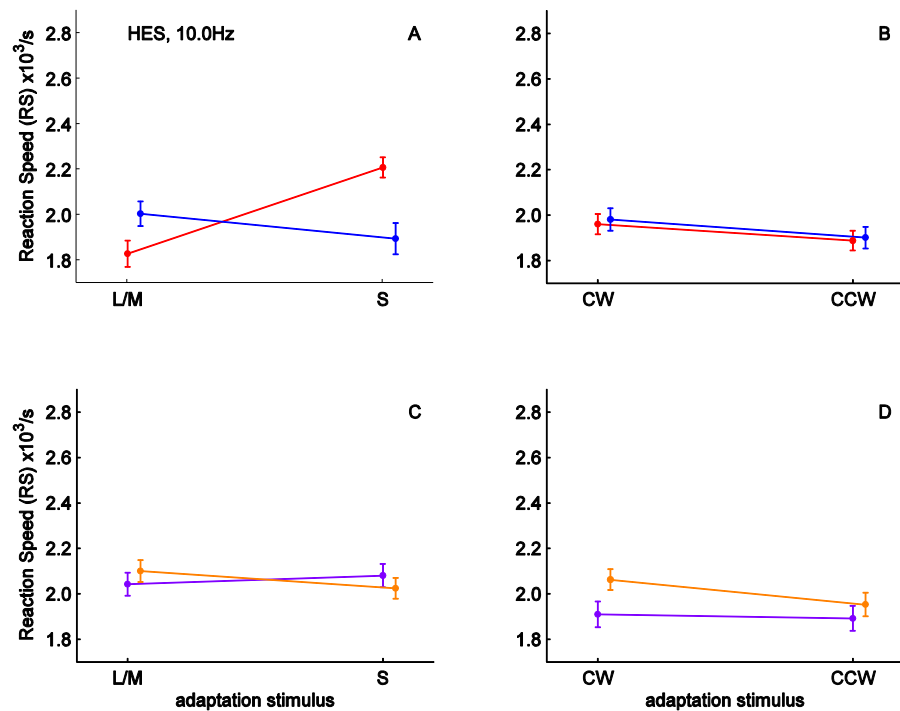 HES, 10.0Hz
A
Reaction Speed (RS) x10³/s
2.8
2.6
2.4
2.2
2.0
1.8
L/M
S
B
2.8
2.6
2.4
2.2
2.0
1.8
CW
CCW
C
Reaction Speed (RS) x10³/s
2.8
2.6
2.4
2.2
2.0
1.8
L/M
S
adaptation stimulus
D
2.8
2.6
2.4
2.2
2.0
1.8
CW
CCW
adaptation stimulus